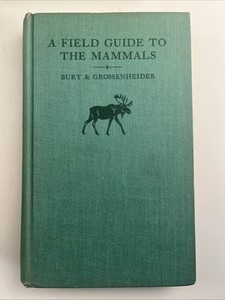 A FIELD GUIDE TO
THE MAMMALS
BURT & GROSSENHEIDER